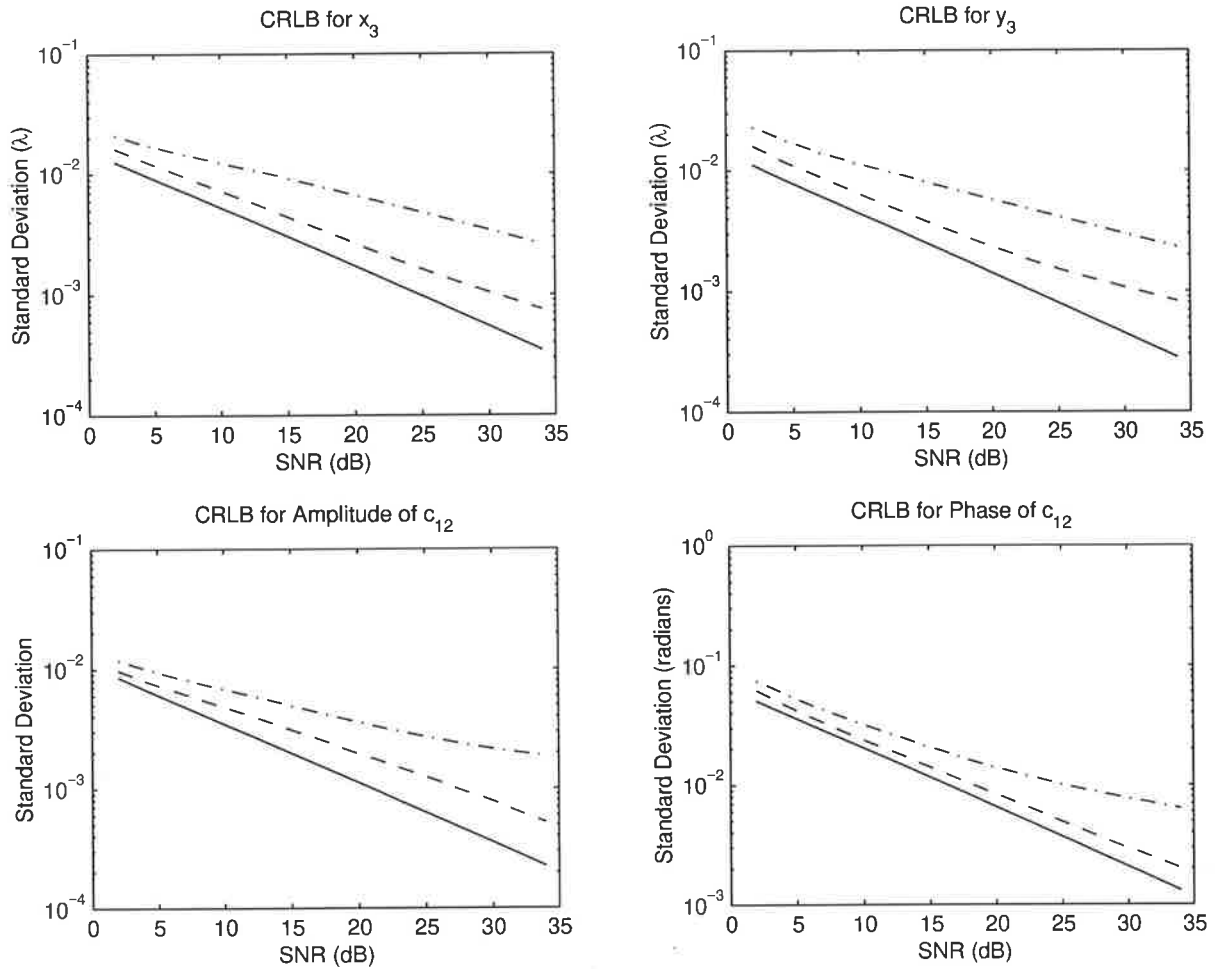 CRLB for x3
10^-1
10^-2
10^-3
10^-4
Standard Deviation (λ)
0 5 10 15 20 25 30 35
SNR (dB)
CRLB for y3
10^-1
10^-2
10^-3
10^-4
Standard Deviation (λ)
0 5 10 15 20 25 30 35
SNR (dB)
CRLB for Amplitude of c12
10^-1
10^-2
10^-3
10^-4
Standard Deviation
0 5 10 15 20 25 30 35
SNR (dB)
CRLB for Phase of c12
10^0
10^-1
10^-2
10^-3
Standard Deviation (radians)
0 5 10 15 20 25 30 35
SNR (dB)